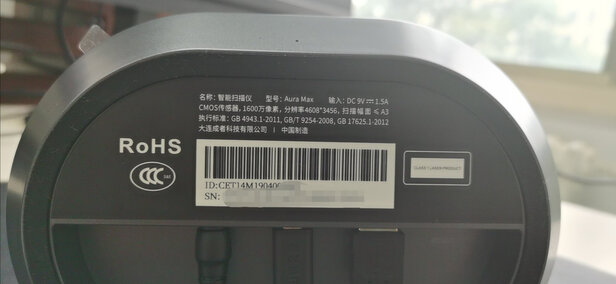 名称: 智能扫描仪 型号: Aura Max 输入: DC 9V⎓1.5A
CMOS传感器, 1600万像素, 分辨率4608*3456, 扫描幅面 ≤ A3
执行标准: GB 4943.1-2011, GB/T 9254-2008, GB 17625.1-2012
大连成者科技有限公司 | 中国制造
RoHS
CCC
CLASS 1 LASER PRODUCT
ID:CET14M19040
SN: